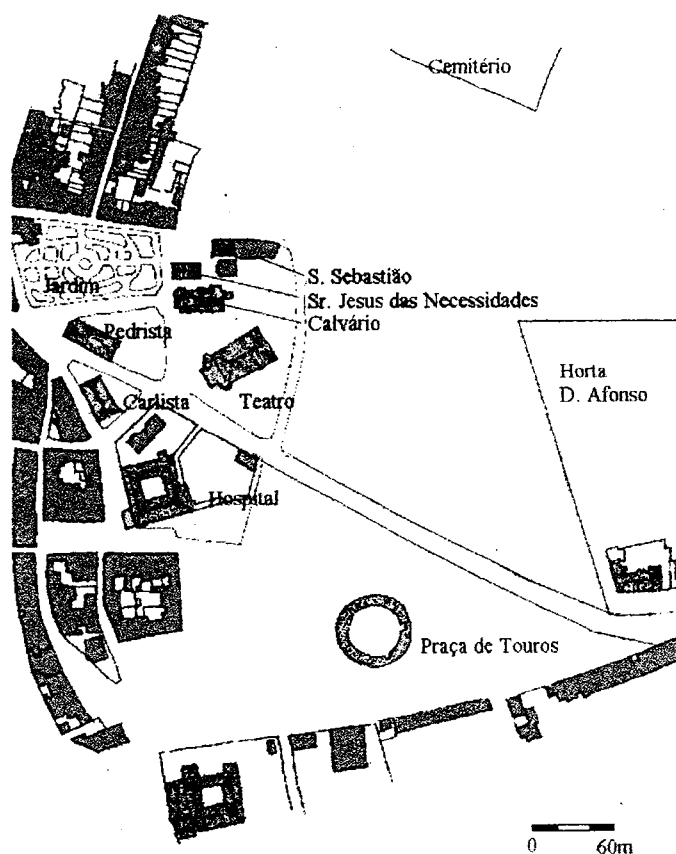 Cemitério
S. Sebastião
Sr. Jesus das Necessidades
Calvário
Jardim
Pedrista
Carlista
Teatro
Horta
D. Afonso
Hospital
Praça de Touros
0 60m